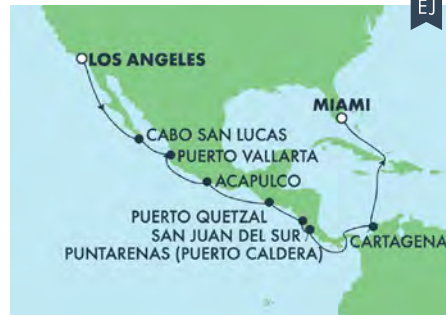 EJ
LOS ANGELES
MIAMI
CABO SAN LUCAS
PUERTO VALLARTA
ACAPULCO
PUERTO QUETZAL
SAN JUAN DEL SUR
PUNTARENAS (PUERTO CALDERA)
CARTAGENA